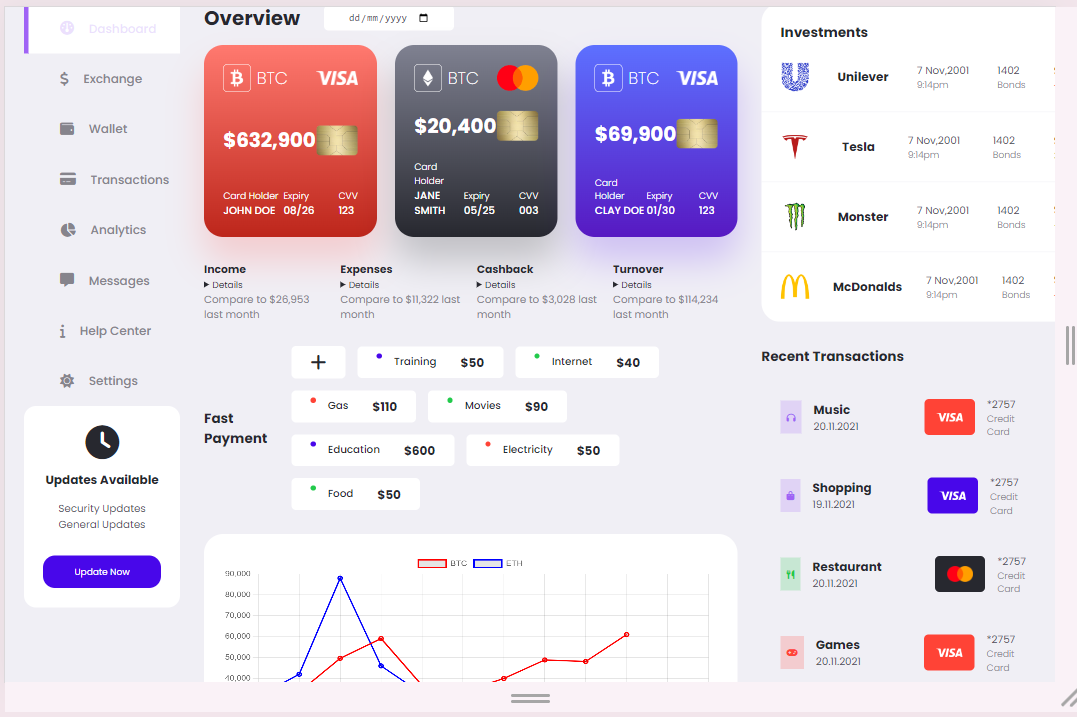 Dashboard
Exchange
Wallet
Transactions
Analytics
Messages
Help Center
Settings
Updates Available
Security Updates
General Updates
Update Now
Overview
dd/mm/yyyy
BTC VISA
$632,900
Card Holder Expiry CVV
JOHN DOE 08/26 123
BTC
$20,400
Card
Holder Expiry CVV
JANE
SMITH 05/25 003
BTC VISA
$69,900
Card
Holder Expiry CVV
CLAY DOE 01/30 123
Income
Details
Compare to $26,953
last month
Expenses
Details
Compare to $11,322 last
month
Cashback
Details
Compare to $3,028 last
month
Turnover
Details
Compare to $114,234
last month
Fast
Payment
+
Training $50
Internet $40
Gas $110
Movies $90
Education $600
Electricity $50
Food $50
BTC ETH
90,000
80,000
70,000
60,000
50,000
40,000
Investments
Unilever
7 Nov,2001
9:14pm
1402
Bonds
Tesla
7 Nov,2001
9:14pm
1402
Bonds
Monster
7 Nov,2001
9:14pm
1402
Bonds
McDonalds
7 Nov,2001
9:14pm
1402
Bonds
Recent Transactions
Music
20.11.2021
VISA
*2757
Credit
Card
Shopping
19.11.2021
VISA
*2757
Credit
Card
Restaurant
20.11.2021
*2757
Credit
Card
Games
20.11.2021
VISA
*2757
Credit
Card